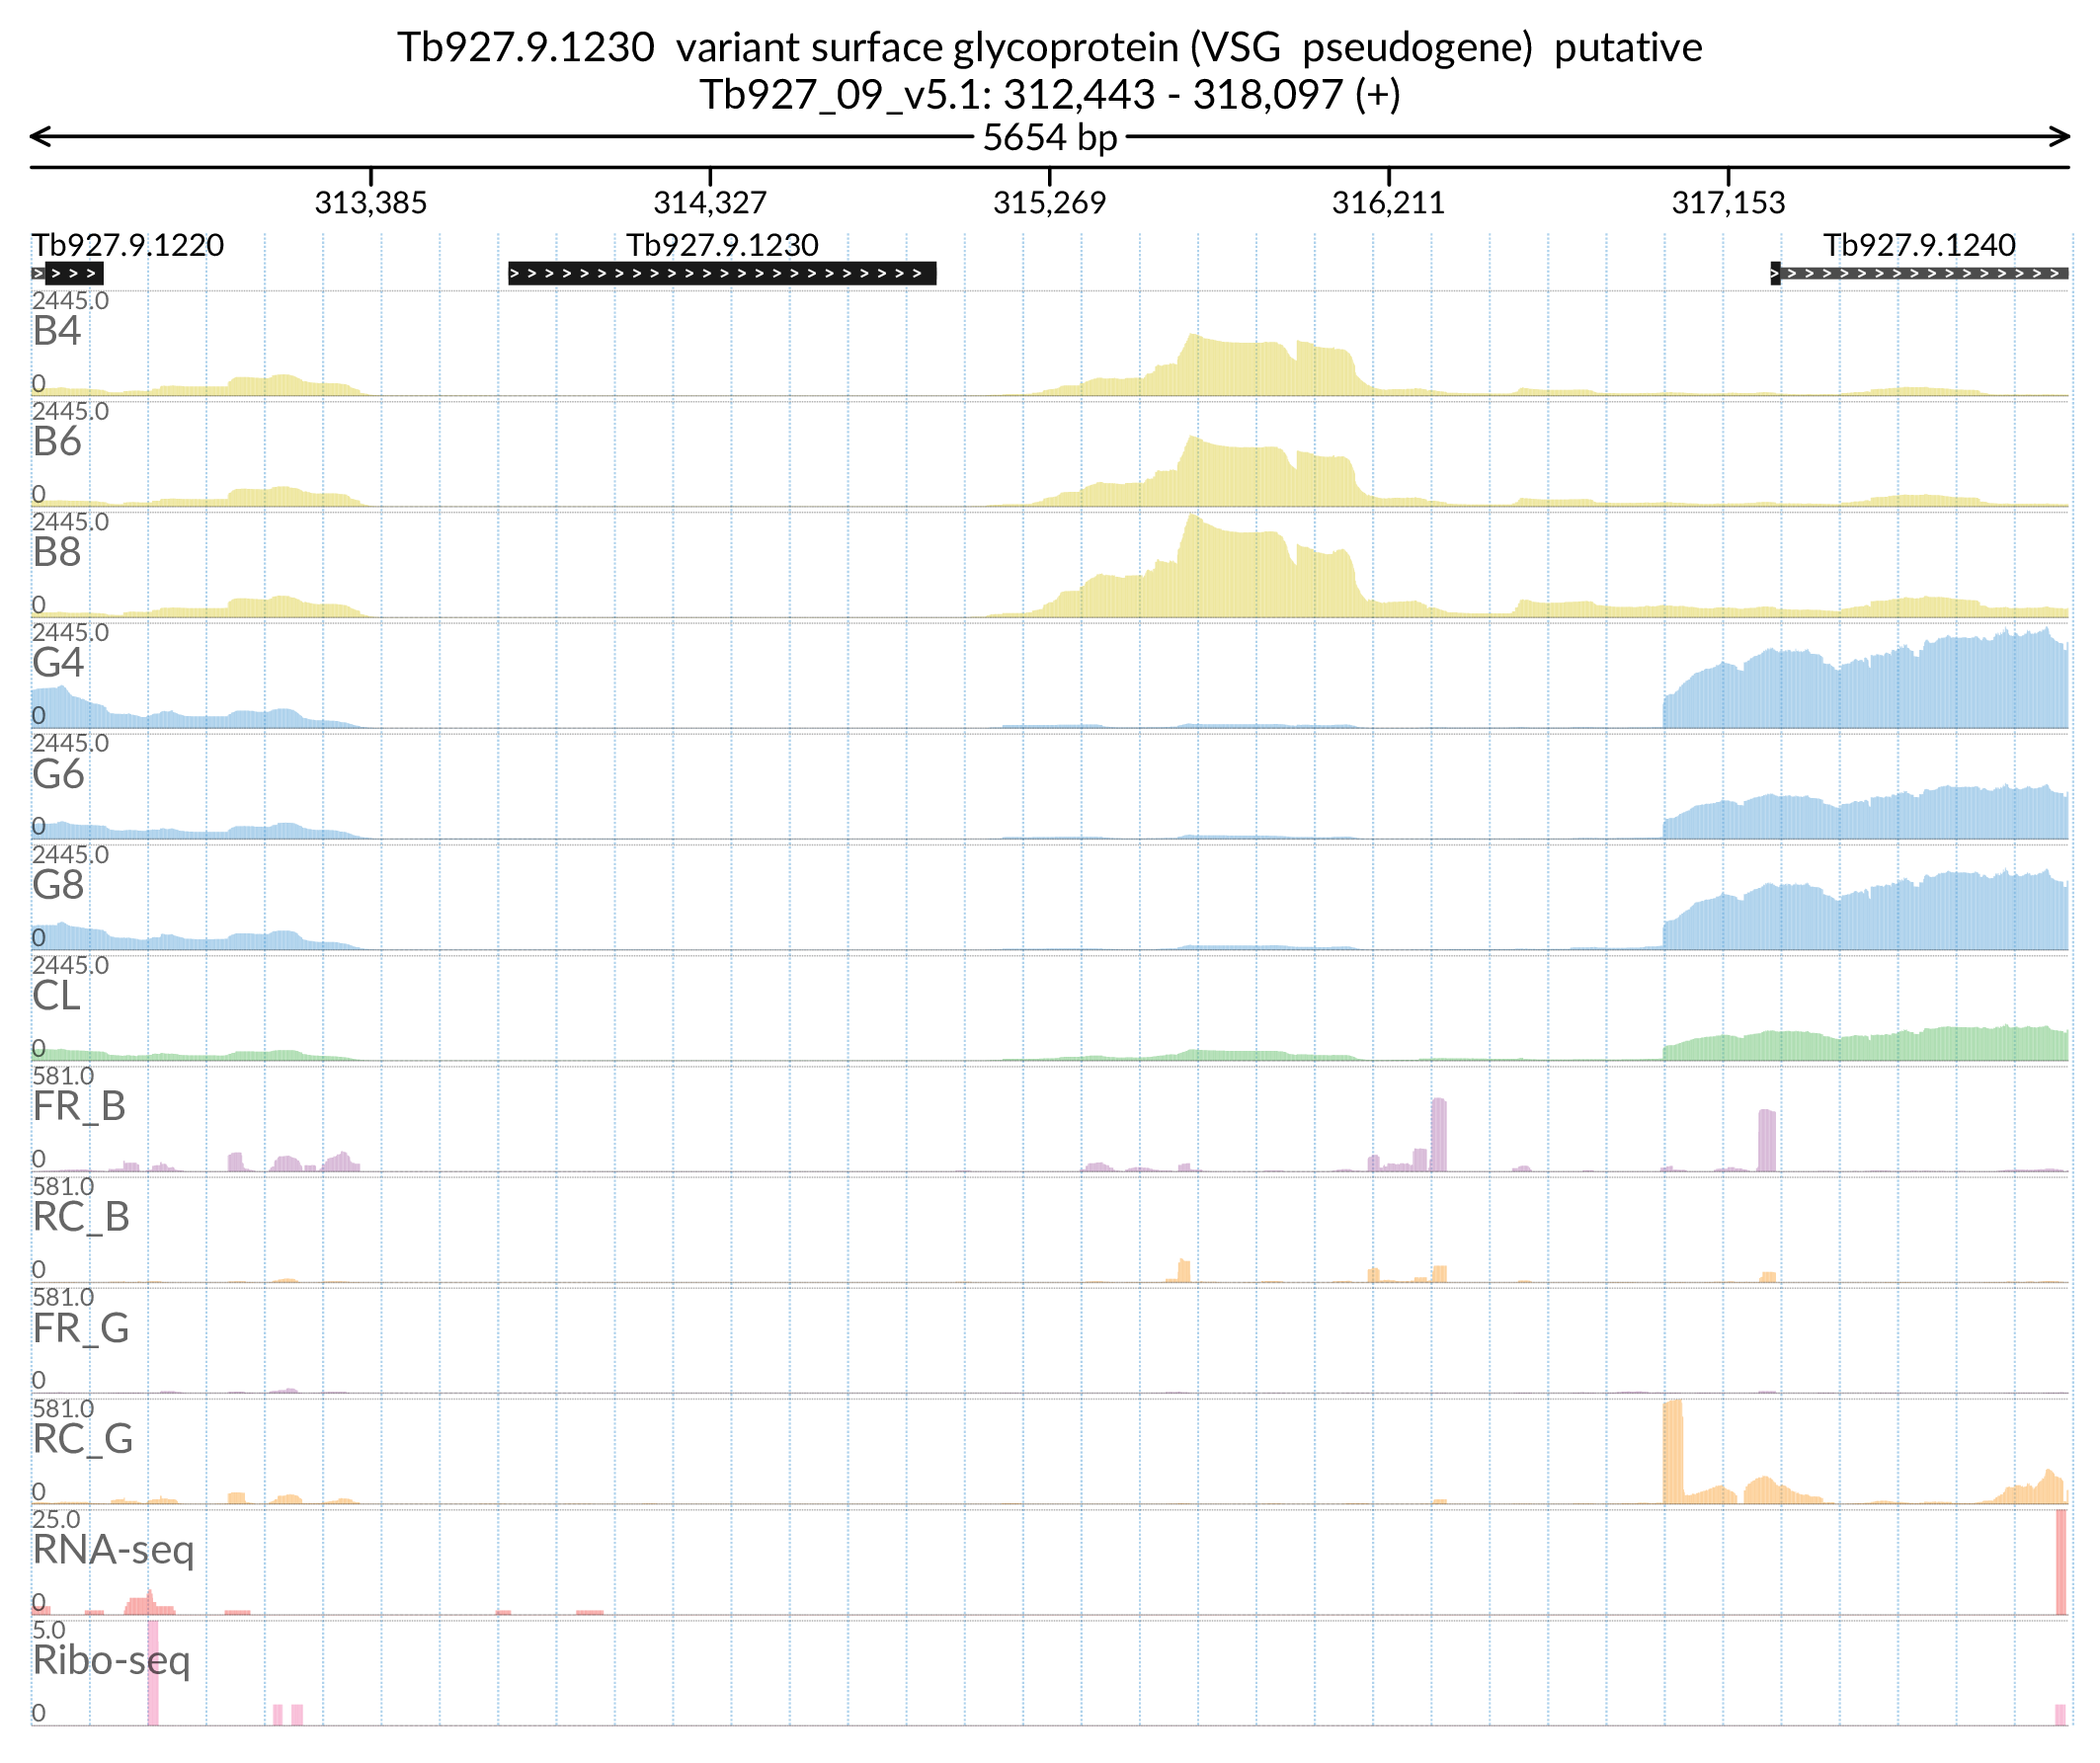 Tb927.9.1230 variant surface glycoprotein (VSG pseudogene) putative
Tb927_09_v5.1: 312,443 - 318,097 (+)
5654 bp
313,385 314,327 315,269 316,211 317,153
Tb927.9.1220 Tb927.9.1230 Tb927.9.1240
2445.0
B4
0
2445.0
B6
0
2445.0
B8
0
2445.0
G4
0
2445.0
G6
0
2445.0
G8
0
2445.0
CL
0
581.0
FR_B
0
581.0
RC_B
0
581.0
FR_G
0
581.0
RC_G
0
25.0
RNA-seq
0
5.0
Ribo-seq
0